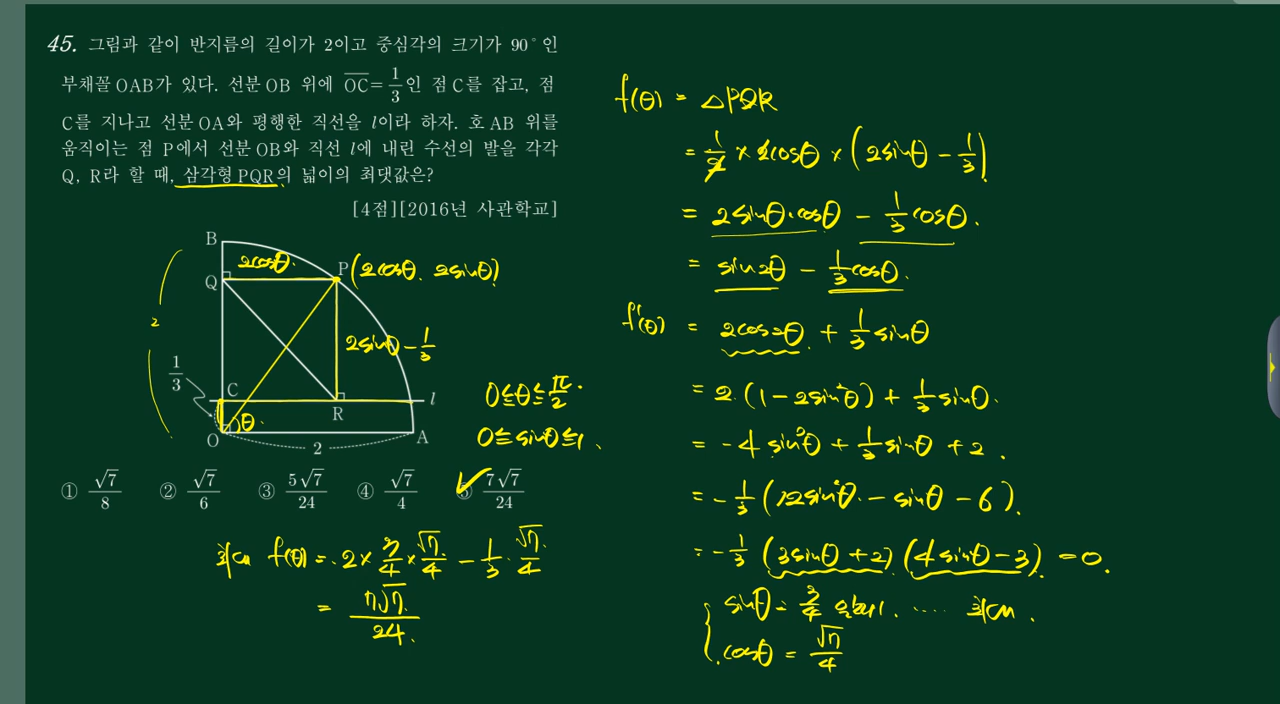 45. 그림과 같이 반지름의 길이가 2이고 중심각의 크기가 90°인
부채꼴 OAB가 있다. 선분 OB 위에 \overline{OC}=\frac{1}{3}인 점 C를 잡고, 점
C를 지나고 선분 OA와 평행한 직선을 l이라 하자. 호 AB 위를
움직이는 점 P에서 선분 OB와 직선 l에 내린 수선의 발을 각각
Q, R라 할 때, 삼각형 PQR의 넓이의 최댓값은?
[4점][2016년 사관학교]
B
2cosθ
P(2cosθ, 2sinθ)
Q
2
2sinθ - 1/3
1/3
C
l
R
O
θ
A
2
0≤θ≤π/2.
0≤sinθ≤1.
① √7/8 ② √7/6 ③ 5√7/24 ④ √7/4 ⑤ 7√7/24
최대 f(θ) = 2×3/4×√7/4 - 1/3·√7/4
= 7√7/24.
f(θ) = △PQR
= 1/2 × 2cosθ × (2sinθ - 1/3).
= 2sinθ·cosθ - 1/3cosθ.
= sin2θ - 1/3cosθ.
f'(θ) = 2cos2θ + 1/3sinθ
= 2·(1-2sin²θ) + 1/3sinθ.
= -4sin²θ + 1/3sinθ + 2.
= -1/3(12sin²θ - sinθ - 6).
= -1/3(3sinθ+2)(4sinθ-3) = 0.
sinθ = 3/4 일때, .... 최대.
cosθ = √7/4